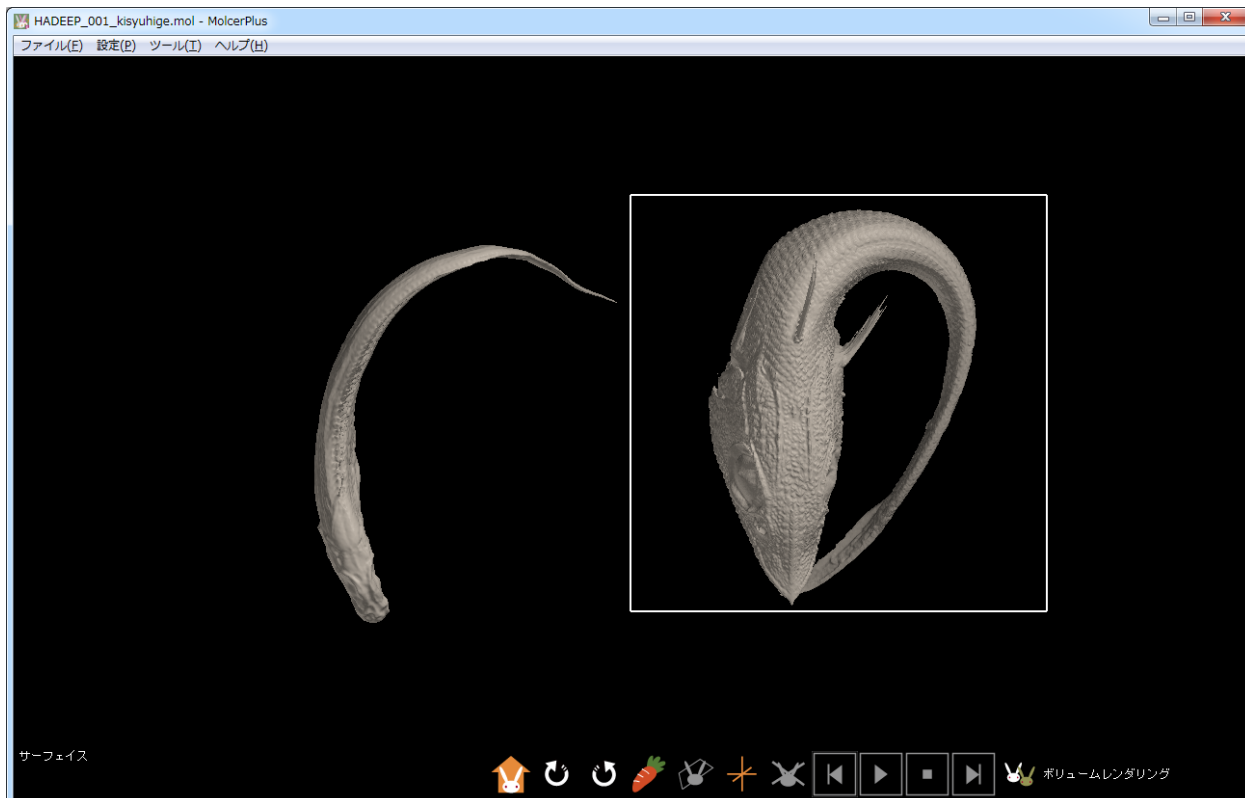 HADEEP_001_kisyuhige.mol - MolcerPlus
ファイル(F) 設定(P) ツール(T) ヘルプ(H)
サーフェイス
ボリュームレンダリング